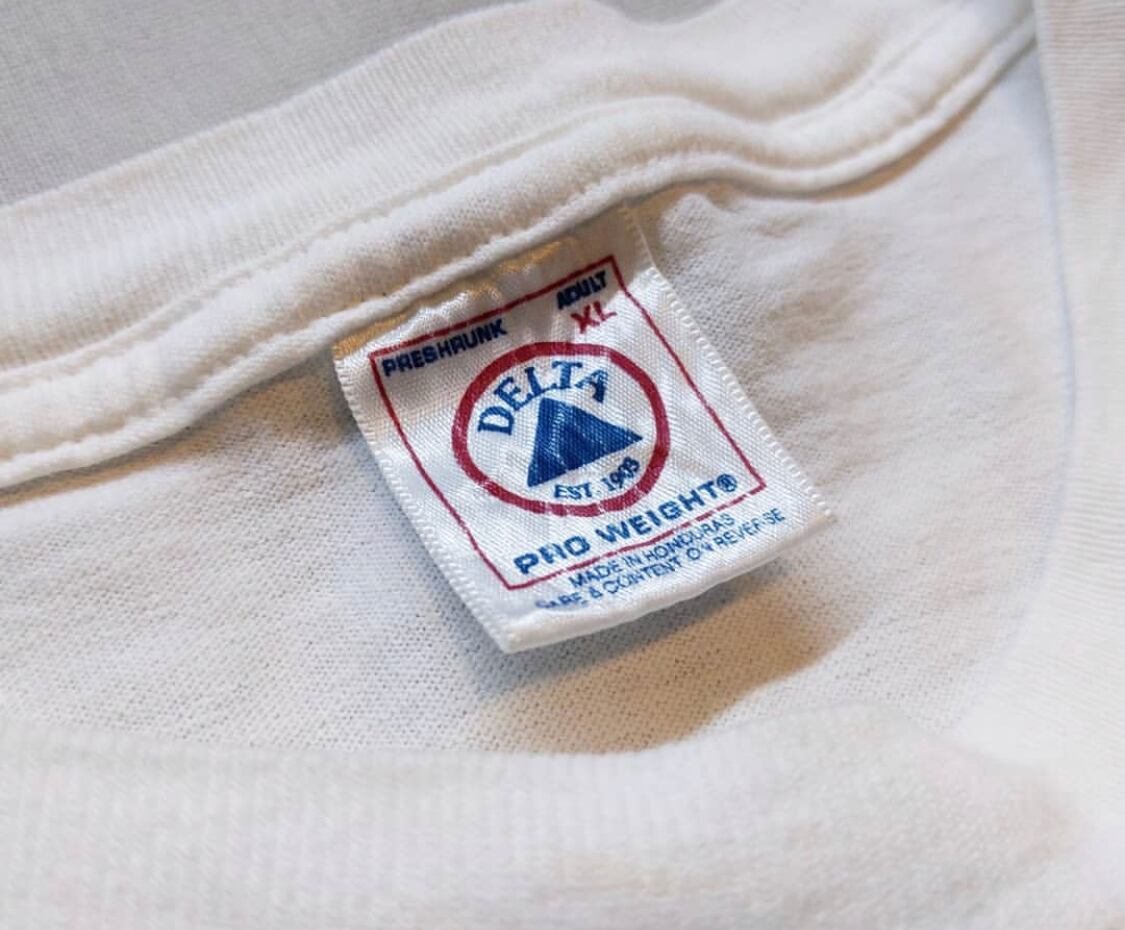 PRESHRUNK
ADULT
XL
DELTA
EST. 1903
PRO WEIGHT®
MADE IN HONDURAS
CARE & CONTENT ON REVERSE